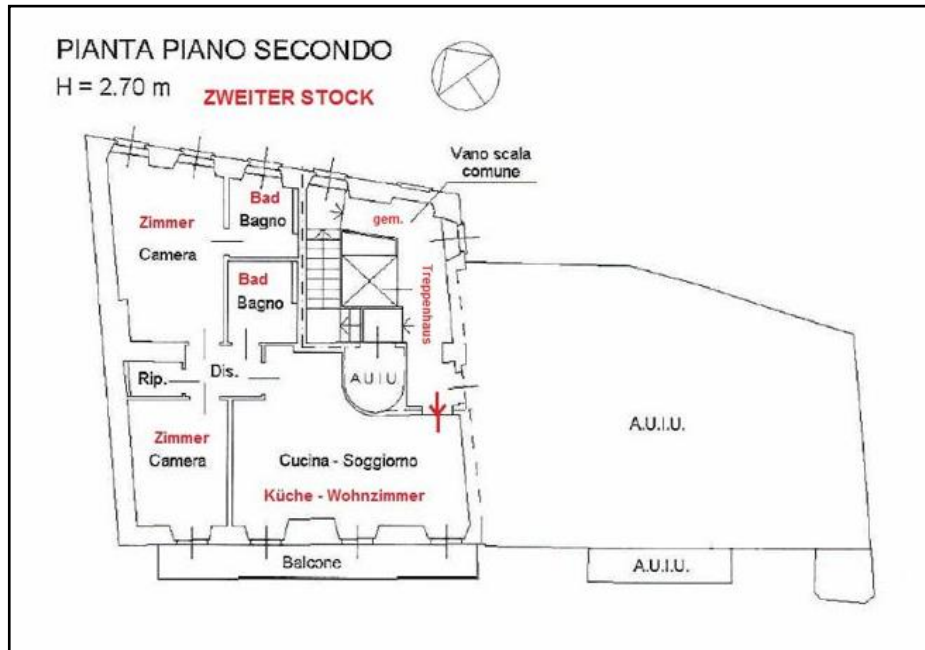 PIANTA PIANO SECONDO
H = 2.70 m
ZWEITER STOCK
Vano scala
comune
Bad
Bagno
gem.
Zimmer
Camera
Bad
Bagno
Treppenhaus
Rip.
Dis.
A.U.I.U.
A.U.I.U.
Zimmer
Camera
Cucina - Soggiorno
Küche - Wohnzimmer
Balcone
A.U.I.U.